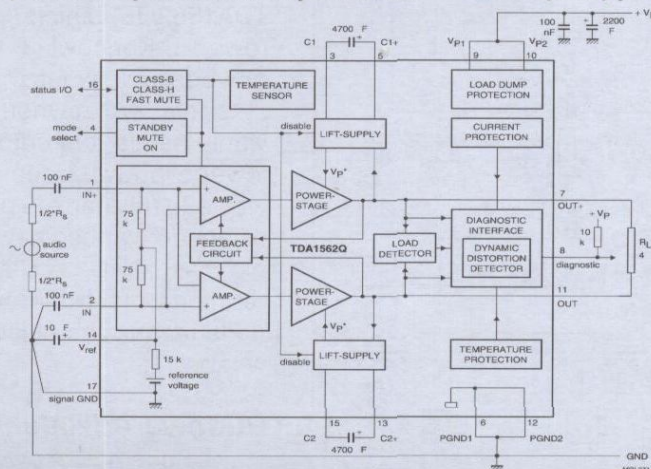 + Vp
4700 F
100
nF
2200
F
C1
C1+
VP1
VP2
3
5
9
10
16
status I/O
CLASS-B
CLASS-H
FAST MUTE
TEMPERATURE
SENSOR
LOAD DUMP
PROTECTION
mode
select
4
STANDBY
MUTE
ON
disable
LIFT-SUPPLY
CURRENT
PROTECTION
100 nF
1
IN+
VP*
1/2*RS
75
k
AMP.
POWER-
STAGE
7
OUT+
audio
source
FEEDBACK
CIRCUIT
TDA1562Q
LOAD
DETECTOR
DIAGNOSTIC
INTERFACE
DYNAMIC
DISTORTION
DETECTOR
+ VP
10
k
8
diagnostic
RL
4
1/2*RS
75
k
AMP.
POWER-
STAGE
11
OUT
100 nF
2
IN
10 F
14
Vref
VP*
disable
LIFT-SUPPLY
TEMPERATURE
PROTECTION
15 k
reference
voltage
17
signal GND
15
13
6
12
C2
C2+
4700 F
PGND1
PGND2
GND